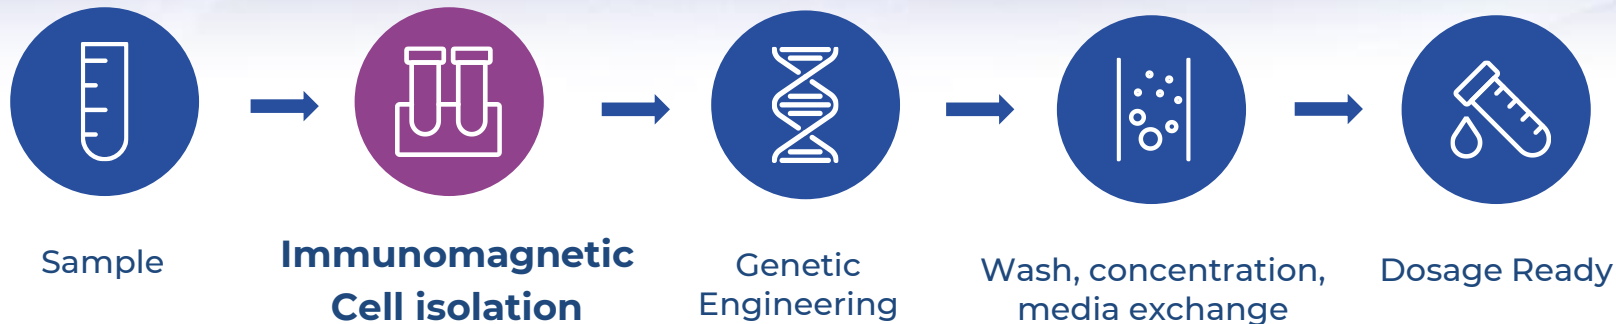 Sample
Immunomagnetic
Cell isolation
Genetic
Engineering
Wash, concentration,
media exchange
Dosage Ready